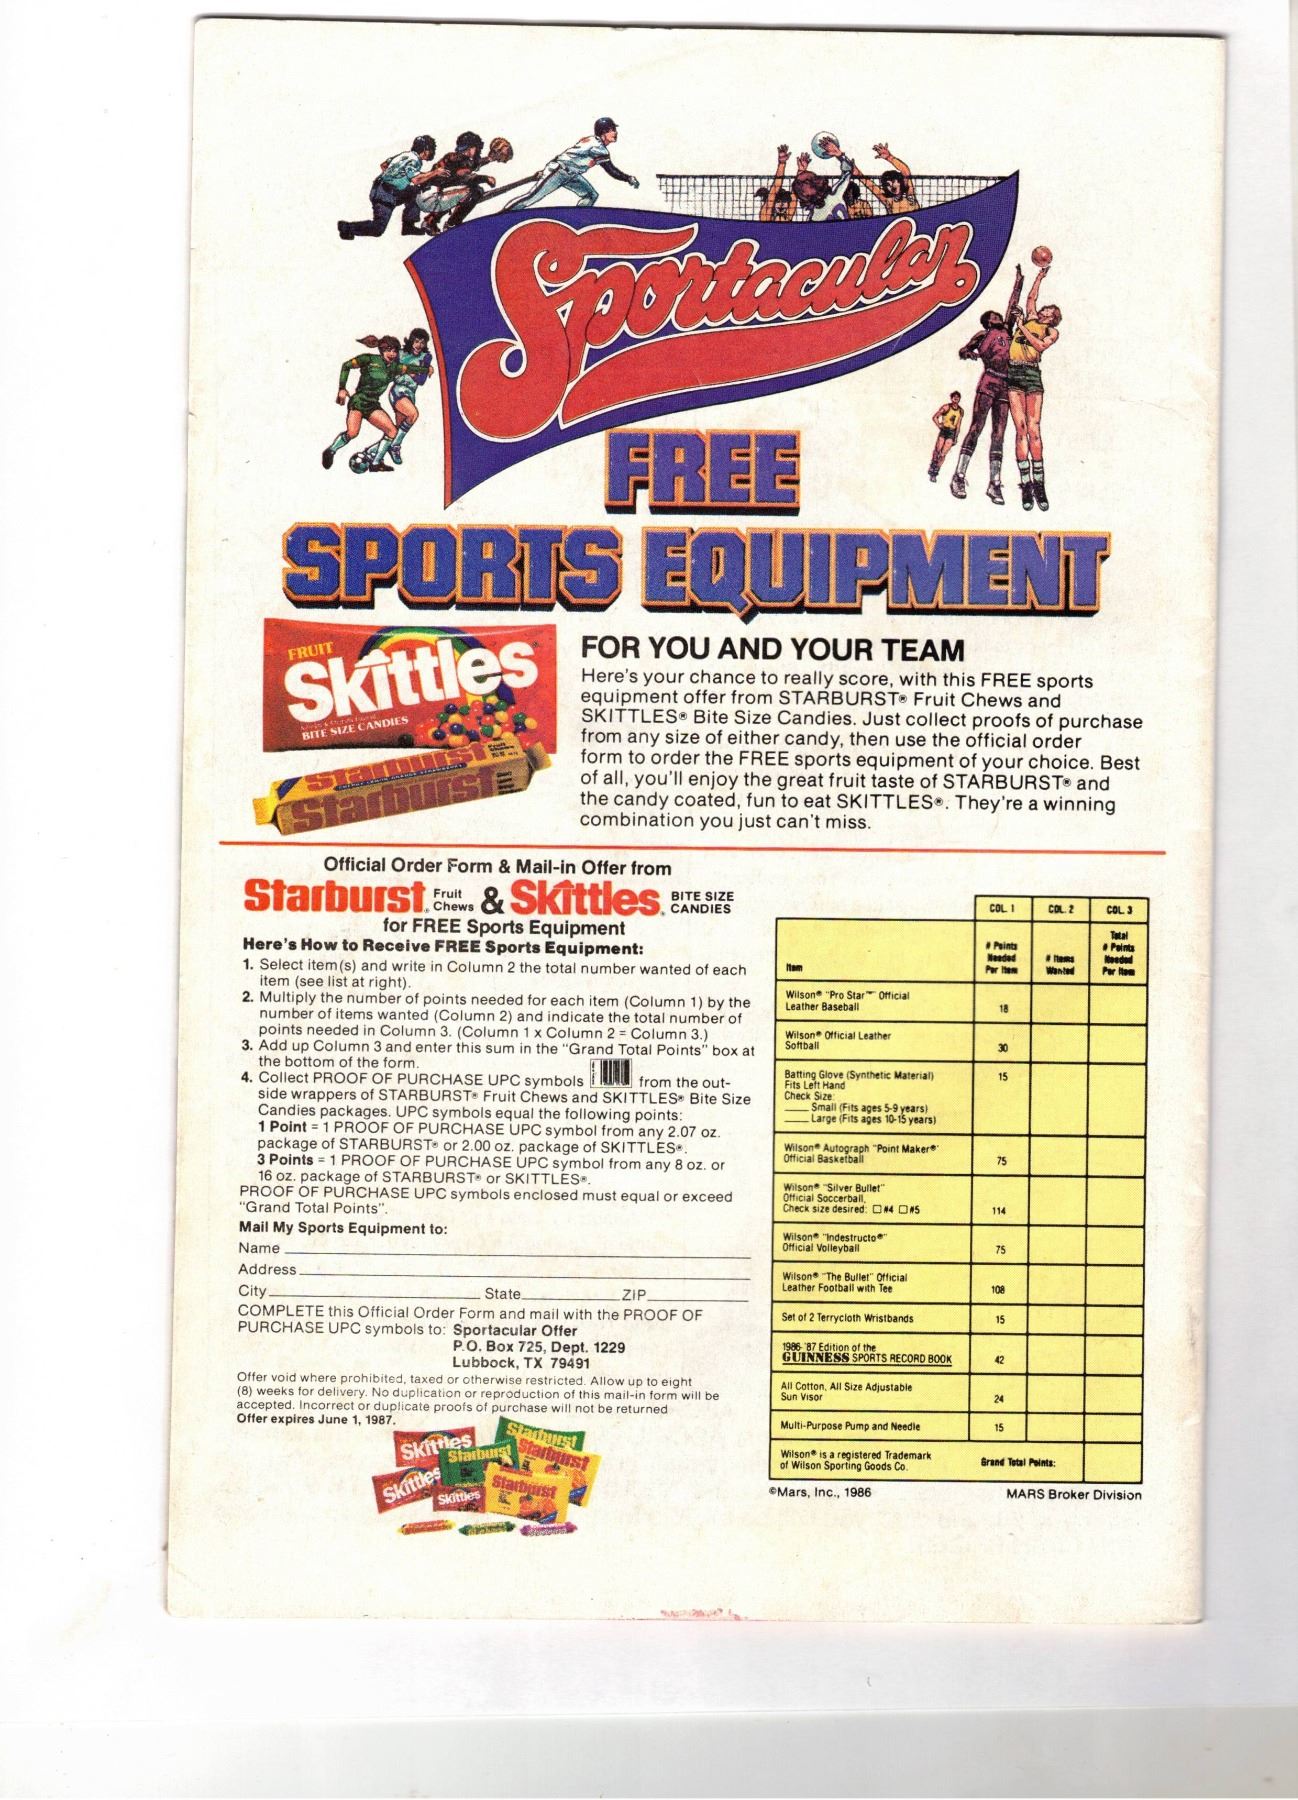 Sportacular
FREE
SPORTS EQUIPMENT
FRUIT
Skittles
BITE SIZE CANDIES
Starburst
Starburst
FOR YOU AND YOUR TEAM
Here's your chance to really score, with this FREE sports
equipment offer from STARBURST® Fruit Chews and
SKITTLES® Bite Size Candies. Just collect proofs of purchase
from any size of either candy, then use the official order
form to order the FREE sports equipment of your choice. Best
of all, you'll enjoy the great fruit taste of STARBURST® and
the candy coated, fun to eat SKITTLES®. They're a winning
combination you just can't miss.
Official Order Form & Mail-in Offer from
Starburst Fruit Chews & Skittles BITE SIZE CANDIES
for FREE Sports Equipment
Here's How to Receive FREE Sports Equipment:
1. Select item(s) and write in Column 2 the total number wanted of each
item (see list at right).
2. Multiply the number of points needed for each item (Column 1) by the
number of items wanted (Column 2) and indicate the total number of
points needed in Column 3. (Column 1 x Column 2 = Column 3.)
3. Add up Column 3 and enter this sum in the "Grand Total Points" box at
the bottom of the form.
4. Collect PROOF OF PURCHASE UPC symbols from the out-
side wrappers of STARBURST® Fruit Chews and SKITTLES® Bite Size
Candies packages. UPC symbols equal the following points:
1 Point = 1 PROOF OF PURCHASE UPC symbol from any 2.07 oz.
package of STARBURST® or 2.00 oz. package of SKITTLES®.
3 Points = 1 PROOF OF PURCHASE UPC symbol from any 8 oz. or
16 oz. package of STARBURST® or SKITTLES®.
PROOF OF PURCHASE UPC symbols enclosed must equal or exceed
"Grand Total Points".
Mail My Sports Equipment to:
Name
Address
City State ZIP
COMPLETE this Official Order Form and mail with the PROOF OF
PURCHASE UPC symbols to: Sportacular Offer
P.O. Box 725, Dept. 1229
Lubbock, TX 79491
Offer void where prohibited, taxed or otherwise restricted. Allow up to eight
(8) weeks for delivery. No duplication or reproduction of this mail-in form will be
accepted. Incorrect or duplicate proofs of purchase will not be returned
Offer expires June 1, 1987.
Skittles
Starburst
Starburst
Starburst
Skittles
Skittles
Starburst
COL. 1 COL. 2 COL. 3
Item
# Points Needed Per Item
# Items Wanted
Total # Points Needed Per Item
Wilson® "Pro Star™" Official
Leather Baseball 18
Wilson® Official Leather
Softball 30
Batting Glove (Synthetic Material) 15
Fits Left Hand
Check Size:
Small (Fits ages 5-9 years)
Large (Fits ages 10-15 years)
Wilson® Autograph "Point Maker®"
Official Basketball 75
Wilson® "Silver Bullet"
Official Soccerball,
Check size desired: □ #4 □ #5 114
Wilson® "Indestructo®"
Official Volleyball 75
Wilson® "The Bullet" Official
Leather Football with Tee 108
Set of 2 Terrycloth Wristbands 15
1986-'87 Edition of the
GUINNESS SPORTS RECORD BOOK 42
All Cotton, All Size Adjustable
Sun Visor 24
Multi-Purpose Pump and Needle 15
Wilson® is a registered Trademark
of Wilson Sporting Goods Co. Grand Total Points:
©Mars, Inc., 1986 MARS Broker Division